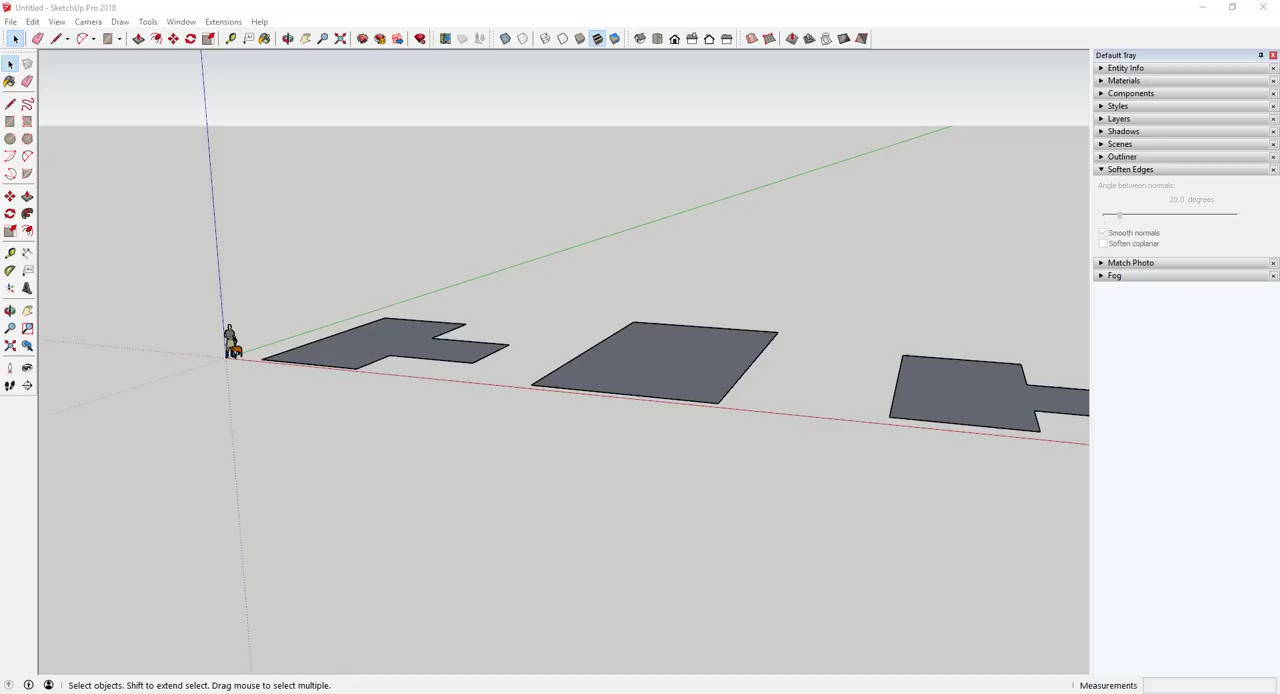 Untitled - SketchUp Pro 2018
File Edit View Camera Draw Tools Window Extensions Help
Default Tray
Entity Info
Materials
Components
Styles
Layers
Shadows
Scenes
Outliner
Soften Edges
Angle between normals:
20.0 degrees
Smooth normals
Soften coplanar
Match Photo
Fog
Select objects. Shift to extend select. Drag mouse to select multiple.
Measurements